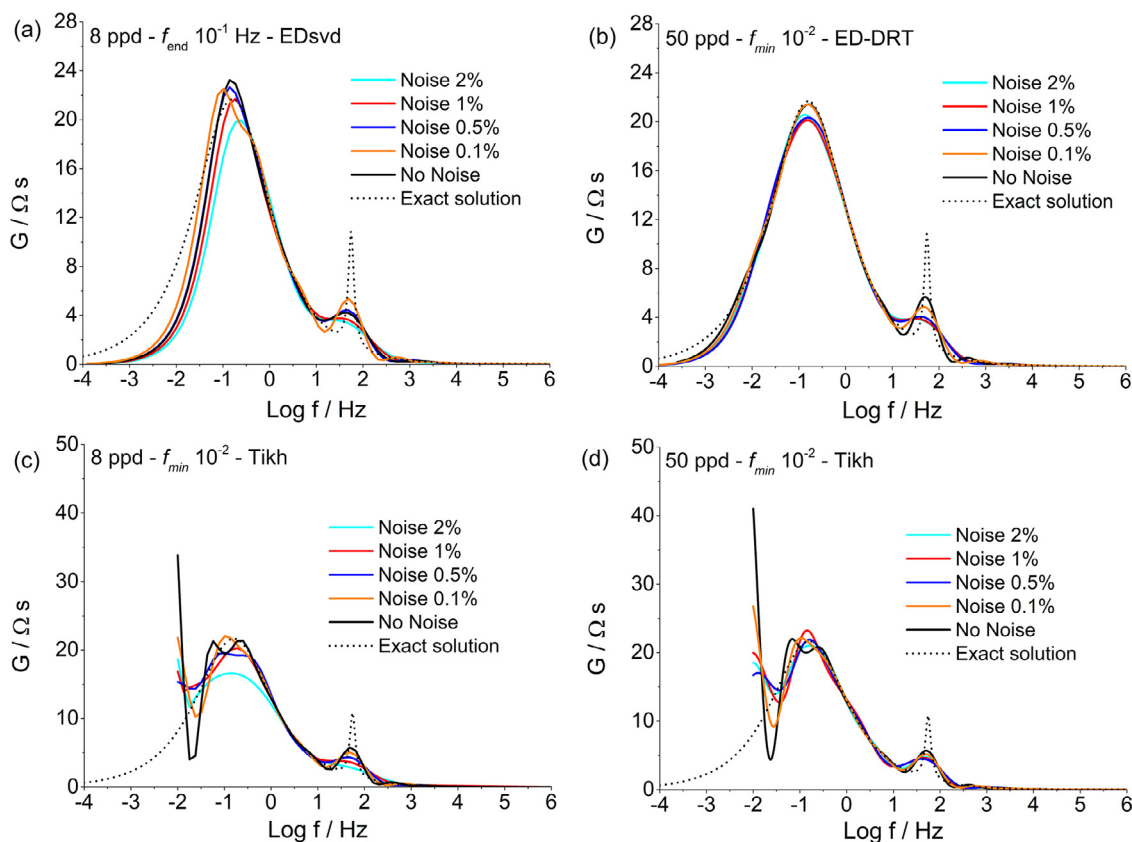 (a)
8 ppd - f_end 10⁻¹ Hz - EDsvd
28
24
20
16
12
8
4
0
G / Ω s
Noise 2%
Noise 1%
Noise 0.5%
Noise 0.1%
No Noise
Exact solution
-4 -3 -2 -1 0 1 2 3 4 5 6
Log f / Hz
(b)
50 ppd - f_min 10⁻² - ED-DRT
28
24
20
16
12
8
4
0
G / Ω s
Noise 2%
Noise 1%
Noise 0.5%
Noise 0.1%
No Noise
Exact solution
-4 -3 -2 -1 0 1 2 3 4 5 6
Log f / Hz
(c)
8 ppd - f_min 10⁻² - Tikh
50
40
30
20
10
0
G / Ω s
Noise 2%
Noise 1%
Noise 0.5%
Noise 0.1%
No Noise
Exact solution
-4 -3 -2 -1 0 1 2 3 4 5 6
Log f / Hz
(d)
50 ppd - f_min 10⁻² - Tikh
50
40
30
20
10
0
G / Ω s
Noise 2%
Noise 1%
Noise 0.5%
Noise 0.1%
No Noise
Exact solution
-4 -3 -2 -1 0 1 2 3 4 5 6
Log f / Hz